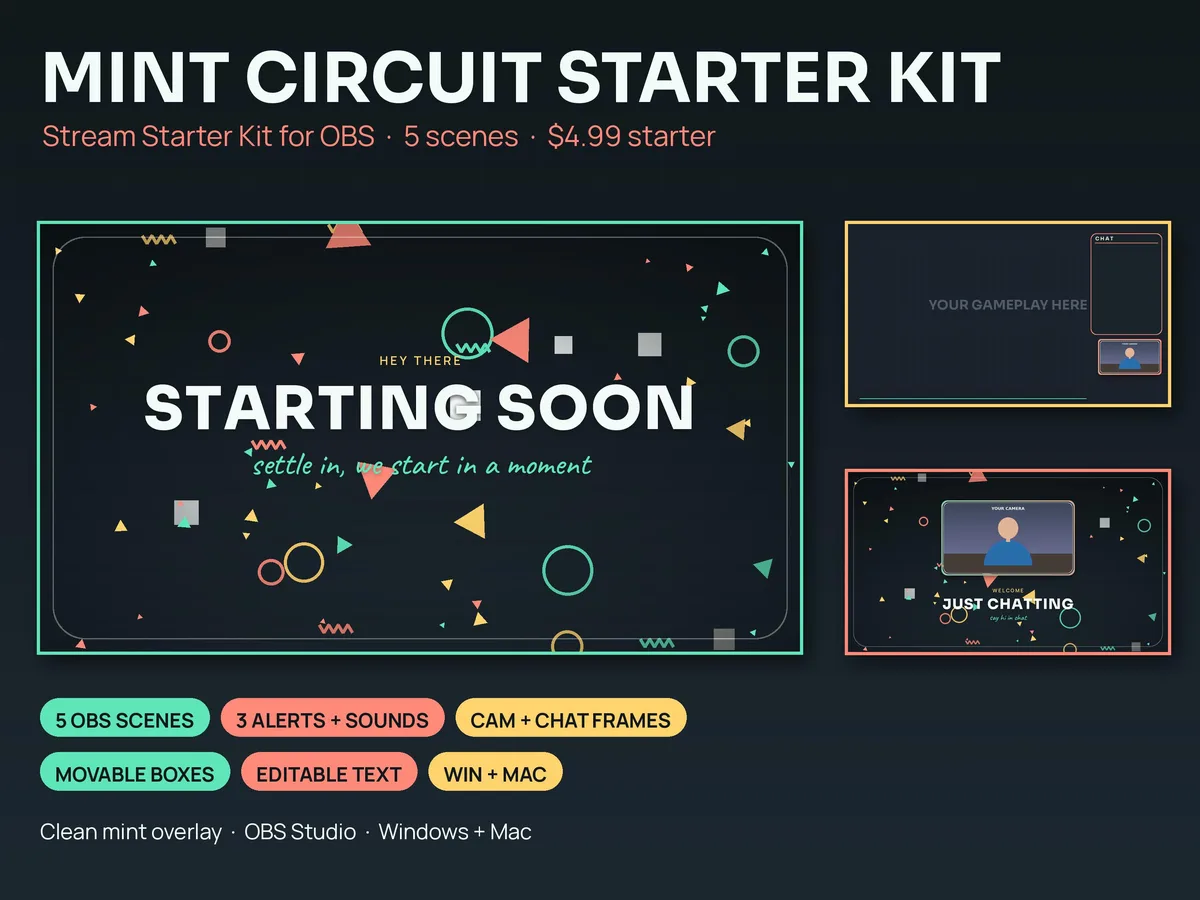 MINT CIRCUIT STARTER KIT
Stream Starter Kit for OBS · 5 scenes · $4.99 starter
HEY THERE
STARTING SOON
settle in, we start in a moment
CHAT
YOUR GAMEPLAY HERE
YOUR CAMERA
WELCOME
JUST CHATTING
say hi in chat
5 OBS SCENES
3 ALERTS + SOUNDS
CAM + CHAT FRAMES
MOVABLE BOXES
EDITABLE TEXT
WIN + MAC
Clean mint overlay · OBS Studio · Windows + Mac